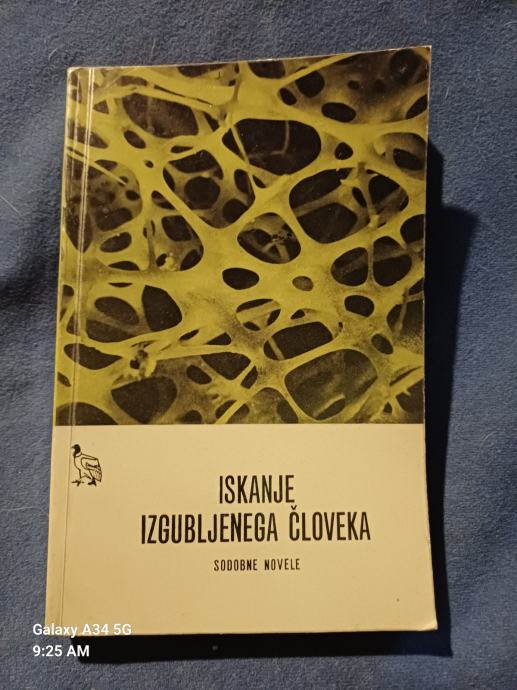 ISKANJE
IZGUBLJENEGA ČLOVEKA
SODOBNE NOVELE
Galaxy A34 5G
9:25 AM